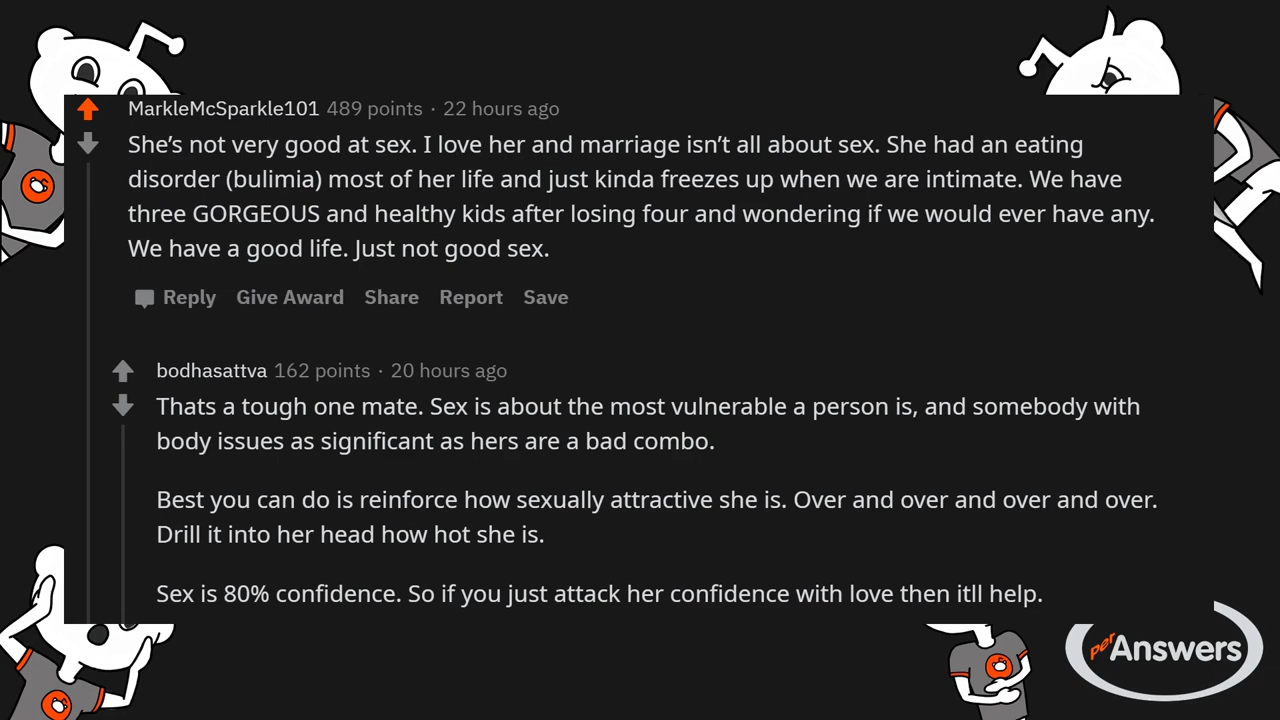 MarkleMcSparkle101 489 points · 22 hours ago
She’s not very good at sex. I love her and marriage isn’t all about sex. She had an eating
disorder (bulimia) most of her life and just kinda freezes up when we are intimate. We have
three GORGEOUS and healthy kids after losing four and wondering if we would ever have any.
We have a good life. Just not good sex.
Reply Give Award Share Report Save
bodhasattva 162 points · 20 hours ago
Thats a tough one mate. Sex is about the most vulnerable a person is, and somebody with
body issues as significant as hers are a bad combo.
Best you can do is reinforce how sexually attractive she is. Over and over and over and over.
Drill it into her head how hot she is.
Sex is 80% confidence. So if you just attack her confidence with love then itll help.
per Answers